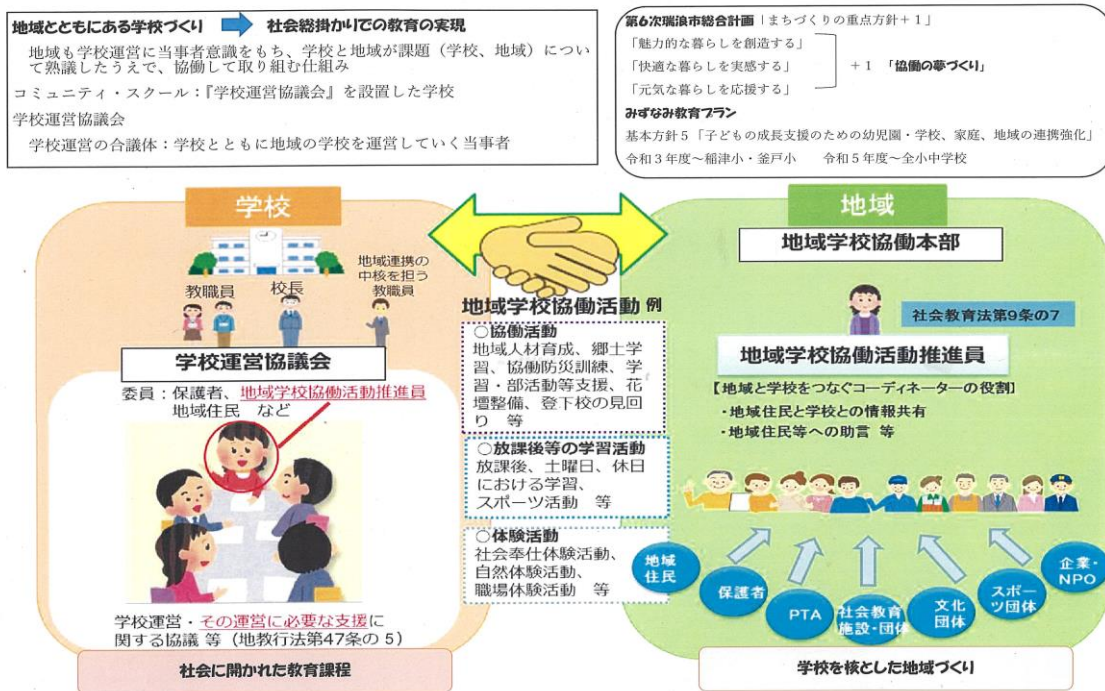 地域とともにある学校づくり 社会総掛かりでの教育の実現
地域も学校運営に当事者意識をもち、学校と地域が課題（学校、地域）につい
て熟議したうえで、協働して取り組む仕組み
コミュニティ・スクール：『学校運営協議会』を設置した学校
学校運営協議会
学校運営の合議体：学校とともに地域の学校を運営していく当事者
第6次瑞浪市総合計画「まちづくりの重点方針＋１」
「魅力的な暮らしを創造する」
「快適な暮らしを実感する」
「元気な暮らしを応援する」
＋１ 「協働の夢づくり」
みずなみ教育プラン
基本方針５「子どもの成長支援のための幼児園・学校、家庭、地域の連携強化」
令和３年度～稲津小・釜戸小 令和５年度～全小中学校
学校
教職員
校長
地域連携の
中核を担う
教職員
学校運営協議会
委員：保護者、地域学校協働活動推進員
地域住民 など
学校運営・その運営に必要な支援に
関する協議 等（地教行法第47条の５）
社会に開かれた教育課程
地域学校協働活動 例
○協働活動
地域人材育成、郷土学
習、協働防災訓練、学
習・部活動等支援、花
壇整備、登下校の見回
り 等
○放課後等の学習活動
放課後、土曜日、休日
における学習、
スポーツ活動 等
○体験活動
社会奉仕体験活動、
自然体験活動、
職場体験活動 等
地域
地域学校協働本部
社会教育法第9条の7
地域学校協働活動推進員
【地域と学校をつなぐコーディネーターの役割】
・地域住民と学校との情報共有
・地域住民等への助言 等
地域
住民
保護者
PTA
社会教育
施設・団体
文化
団体
スポー
ツ団体
企業・
NPO
学校を核とした地域づくり